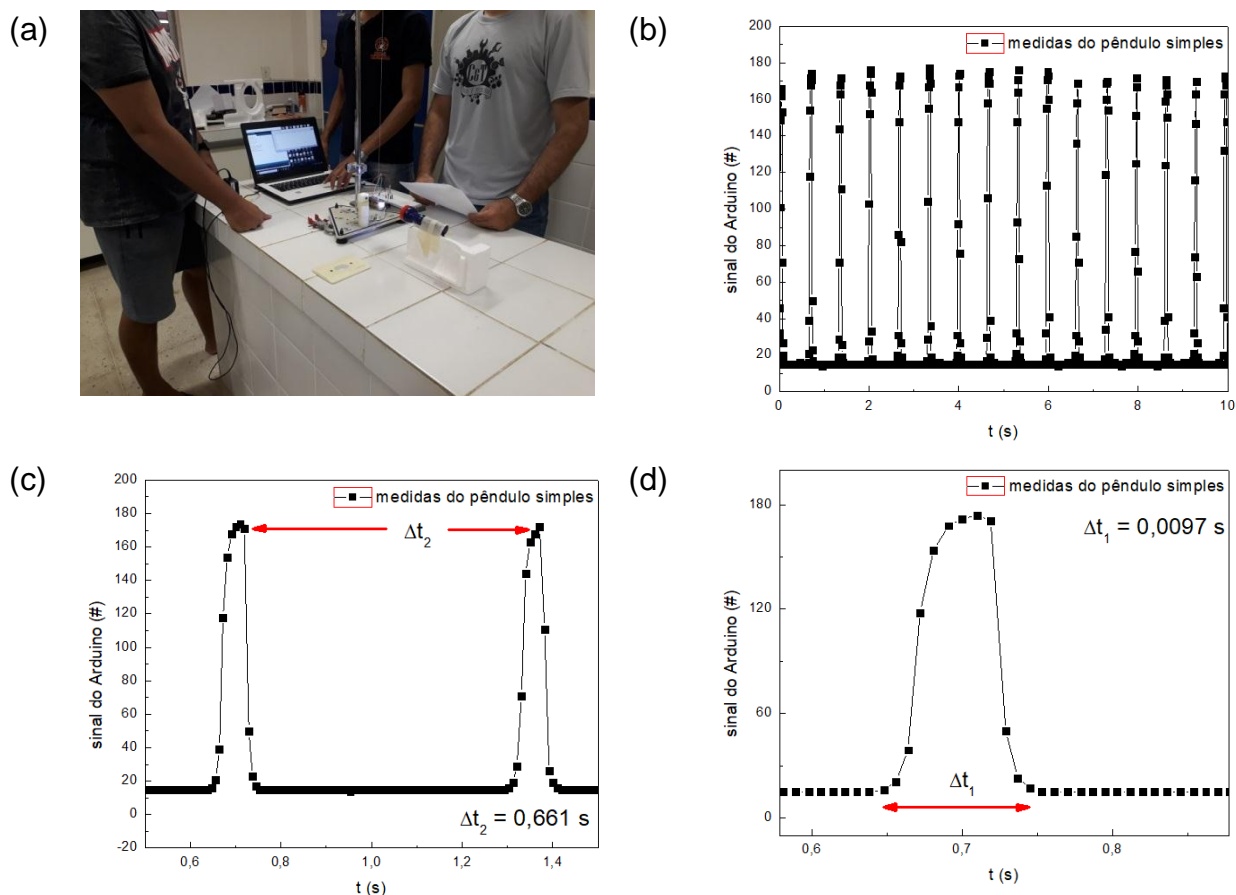 (a)
CCT
(b)
medidas do pêndulo simples
sinal do Arduino (#)
200
180
160
140
120
100
80
60
40
20
0
0
2
4
6
8
10
t (s)
(c)
medidas do pêndulo simples
Δt2
sinal do Arduino (#)
200
180
160
140
120
100
80
60
40
20
0
-20
Δt2 = 0,661 s
0,6
0,8
1,0
1,2
1,4
t (s)
(d)
medidas do pêndulo simples
Δt1 = 0,0097 s
sinal do Arduino (#)
180
120
60
0
Δt1
0,6
0,7
0,8
t (s)